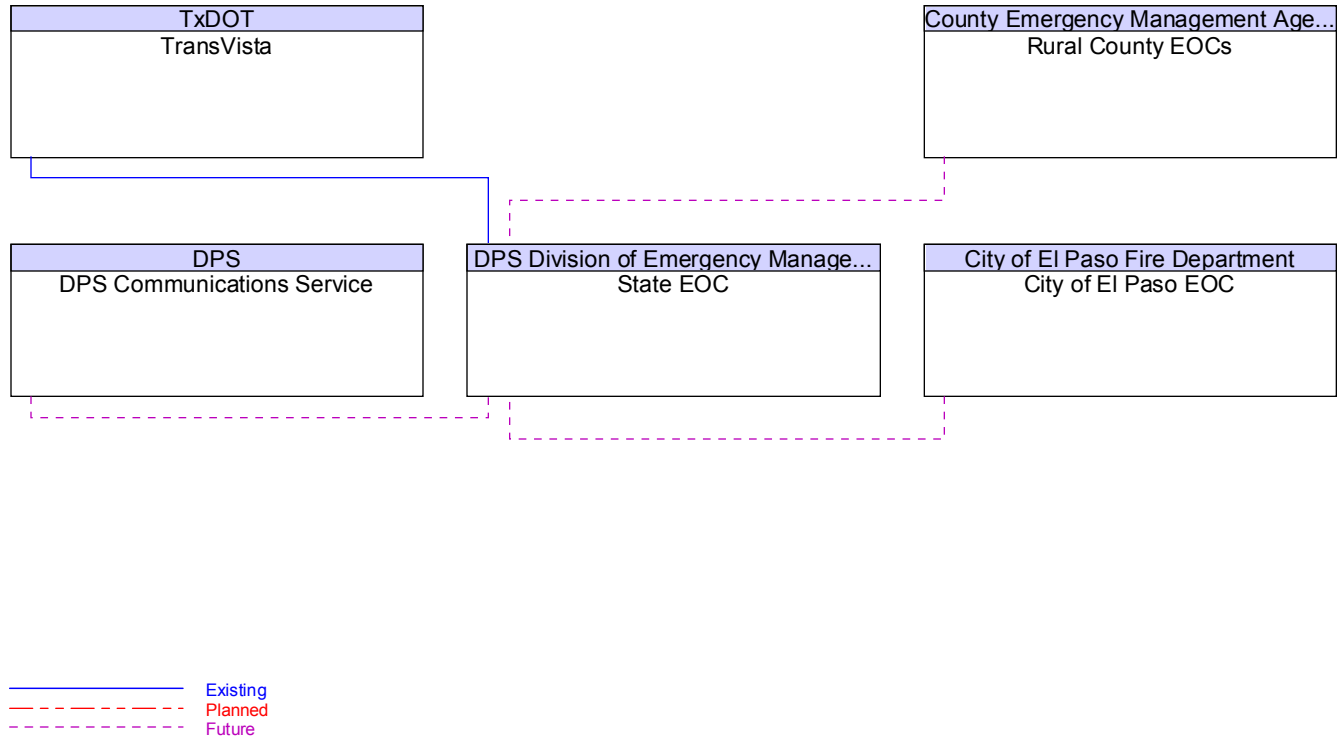 TxDOT
TransVista
County Emergency Management Age...
Rural County EOCs
DPS
DPS Communications Service
DPS Division of Emergency Manage...
State EOC
City of El Paso Fire Department
City of El Paso EOC
Existing
Planned
Future